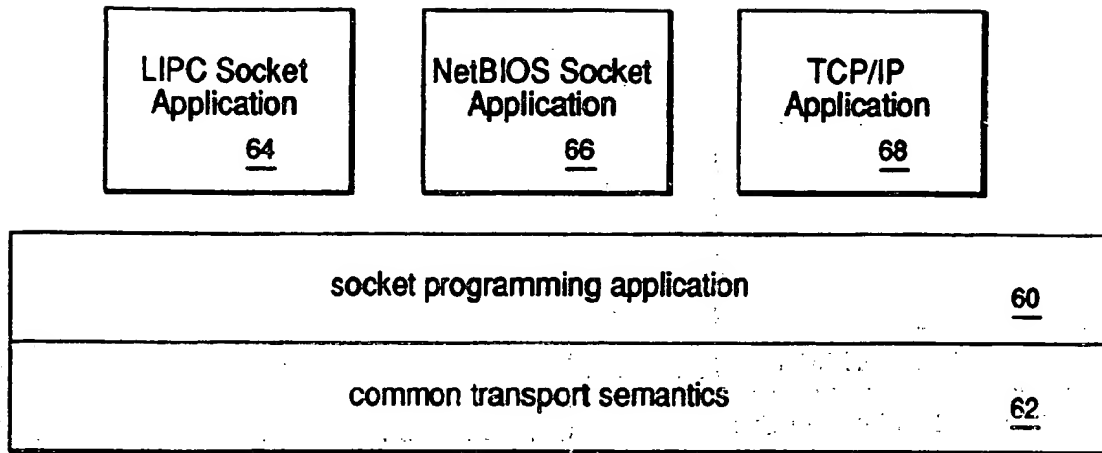 LIPC Socket
Application
64
NetBIOS Socket
Application
66
TCP/IP
Application
68
socket programming application
60
common transport semantics
62